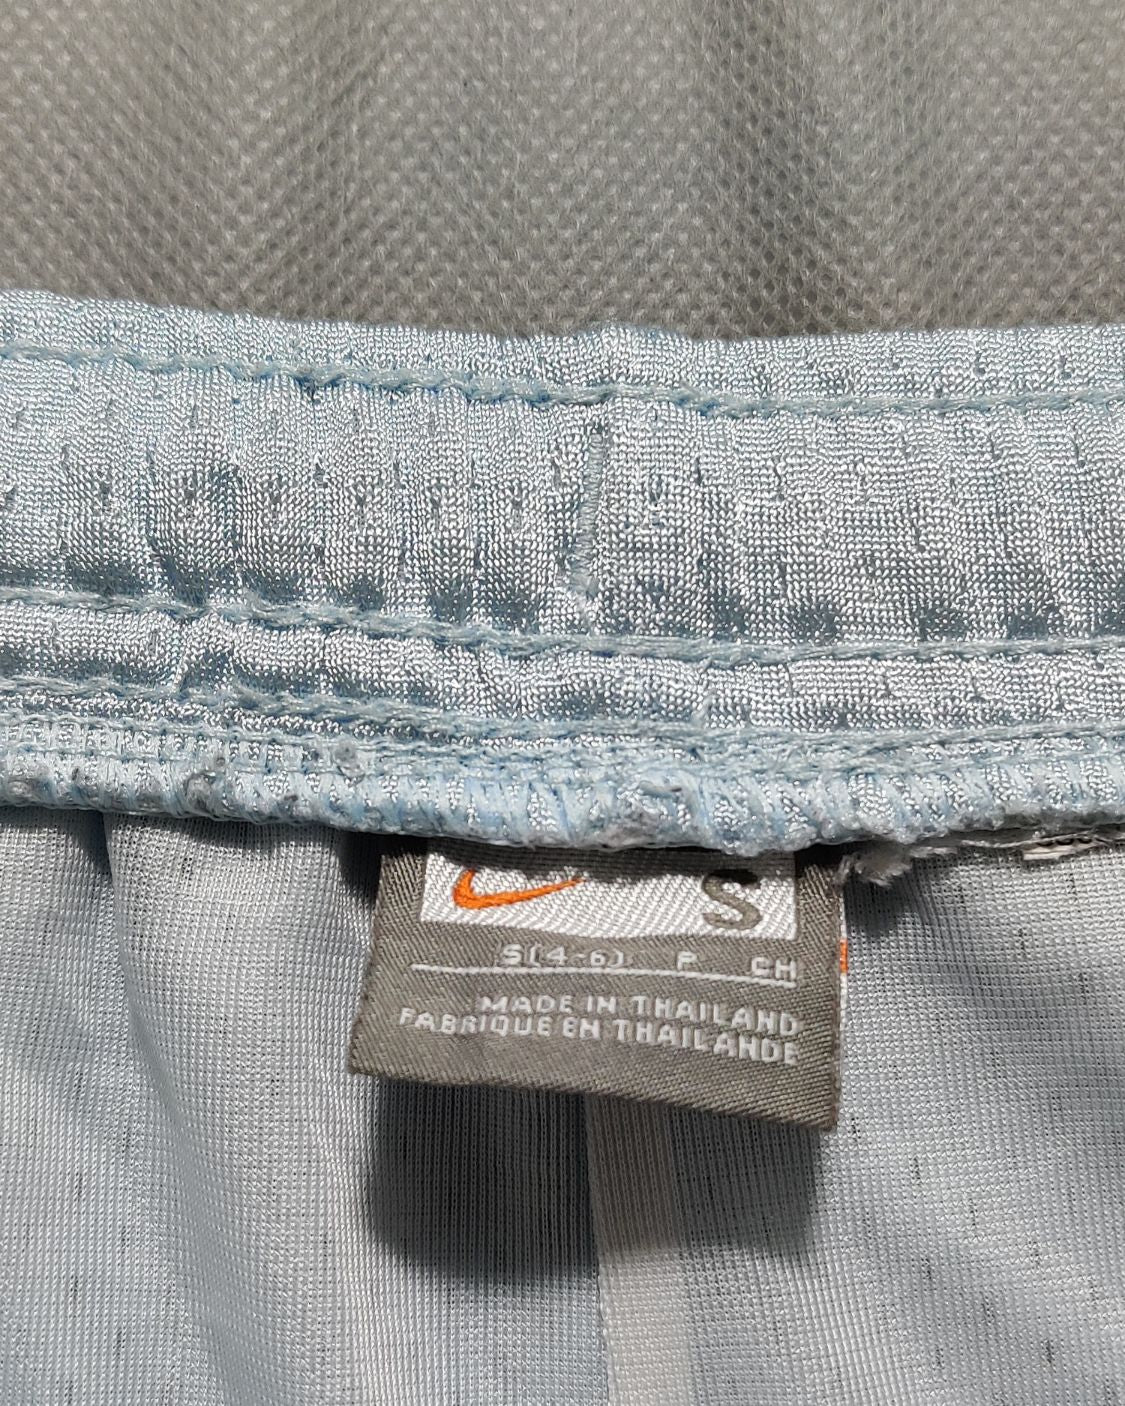 S
S(4-6) P CH
MADE IN THAILAND
FABRIQUE EN THAILANDE